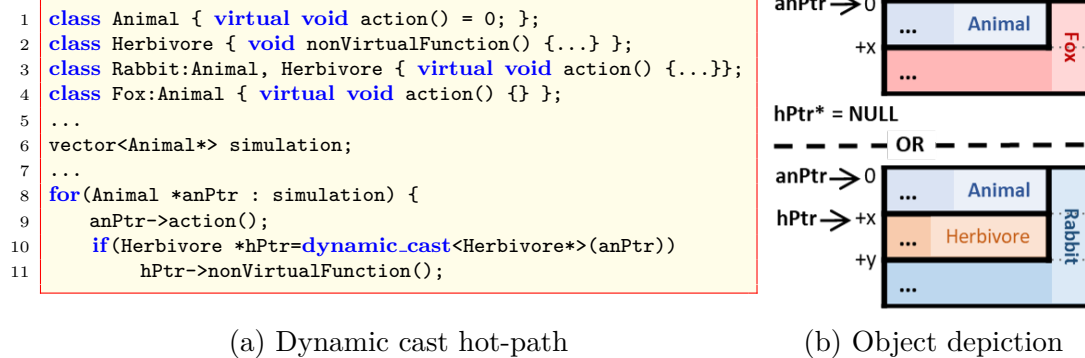 1 class Animal { virtual void action() = 0; };
2 class Herbivore { void nonVirtualFunction() {...} };
3 class Rabbit:Animal, Herbivore { virtual void action() {...}};
4 class Fox:Animal { virtual void action() {} };
5 ...
6 vector<Animal*> simulation;
7 ...
8 for(Animal *anPtr : simulation) {
9 anPtr->action();
10 if(Herbivore *hPtr=dynamic_cast<Herbivore*>(anPtr))
11 hPtr->nonVirtualFunction();
(a) Dynamic cast hot-path
anPtr 0
... Animal
+x
...
Fox
hPtr* = NULL
OR
anPtr 0
... Animal
hPtr +x
... Herbivore
+y
...
Rabbit
(b) Object depiction